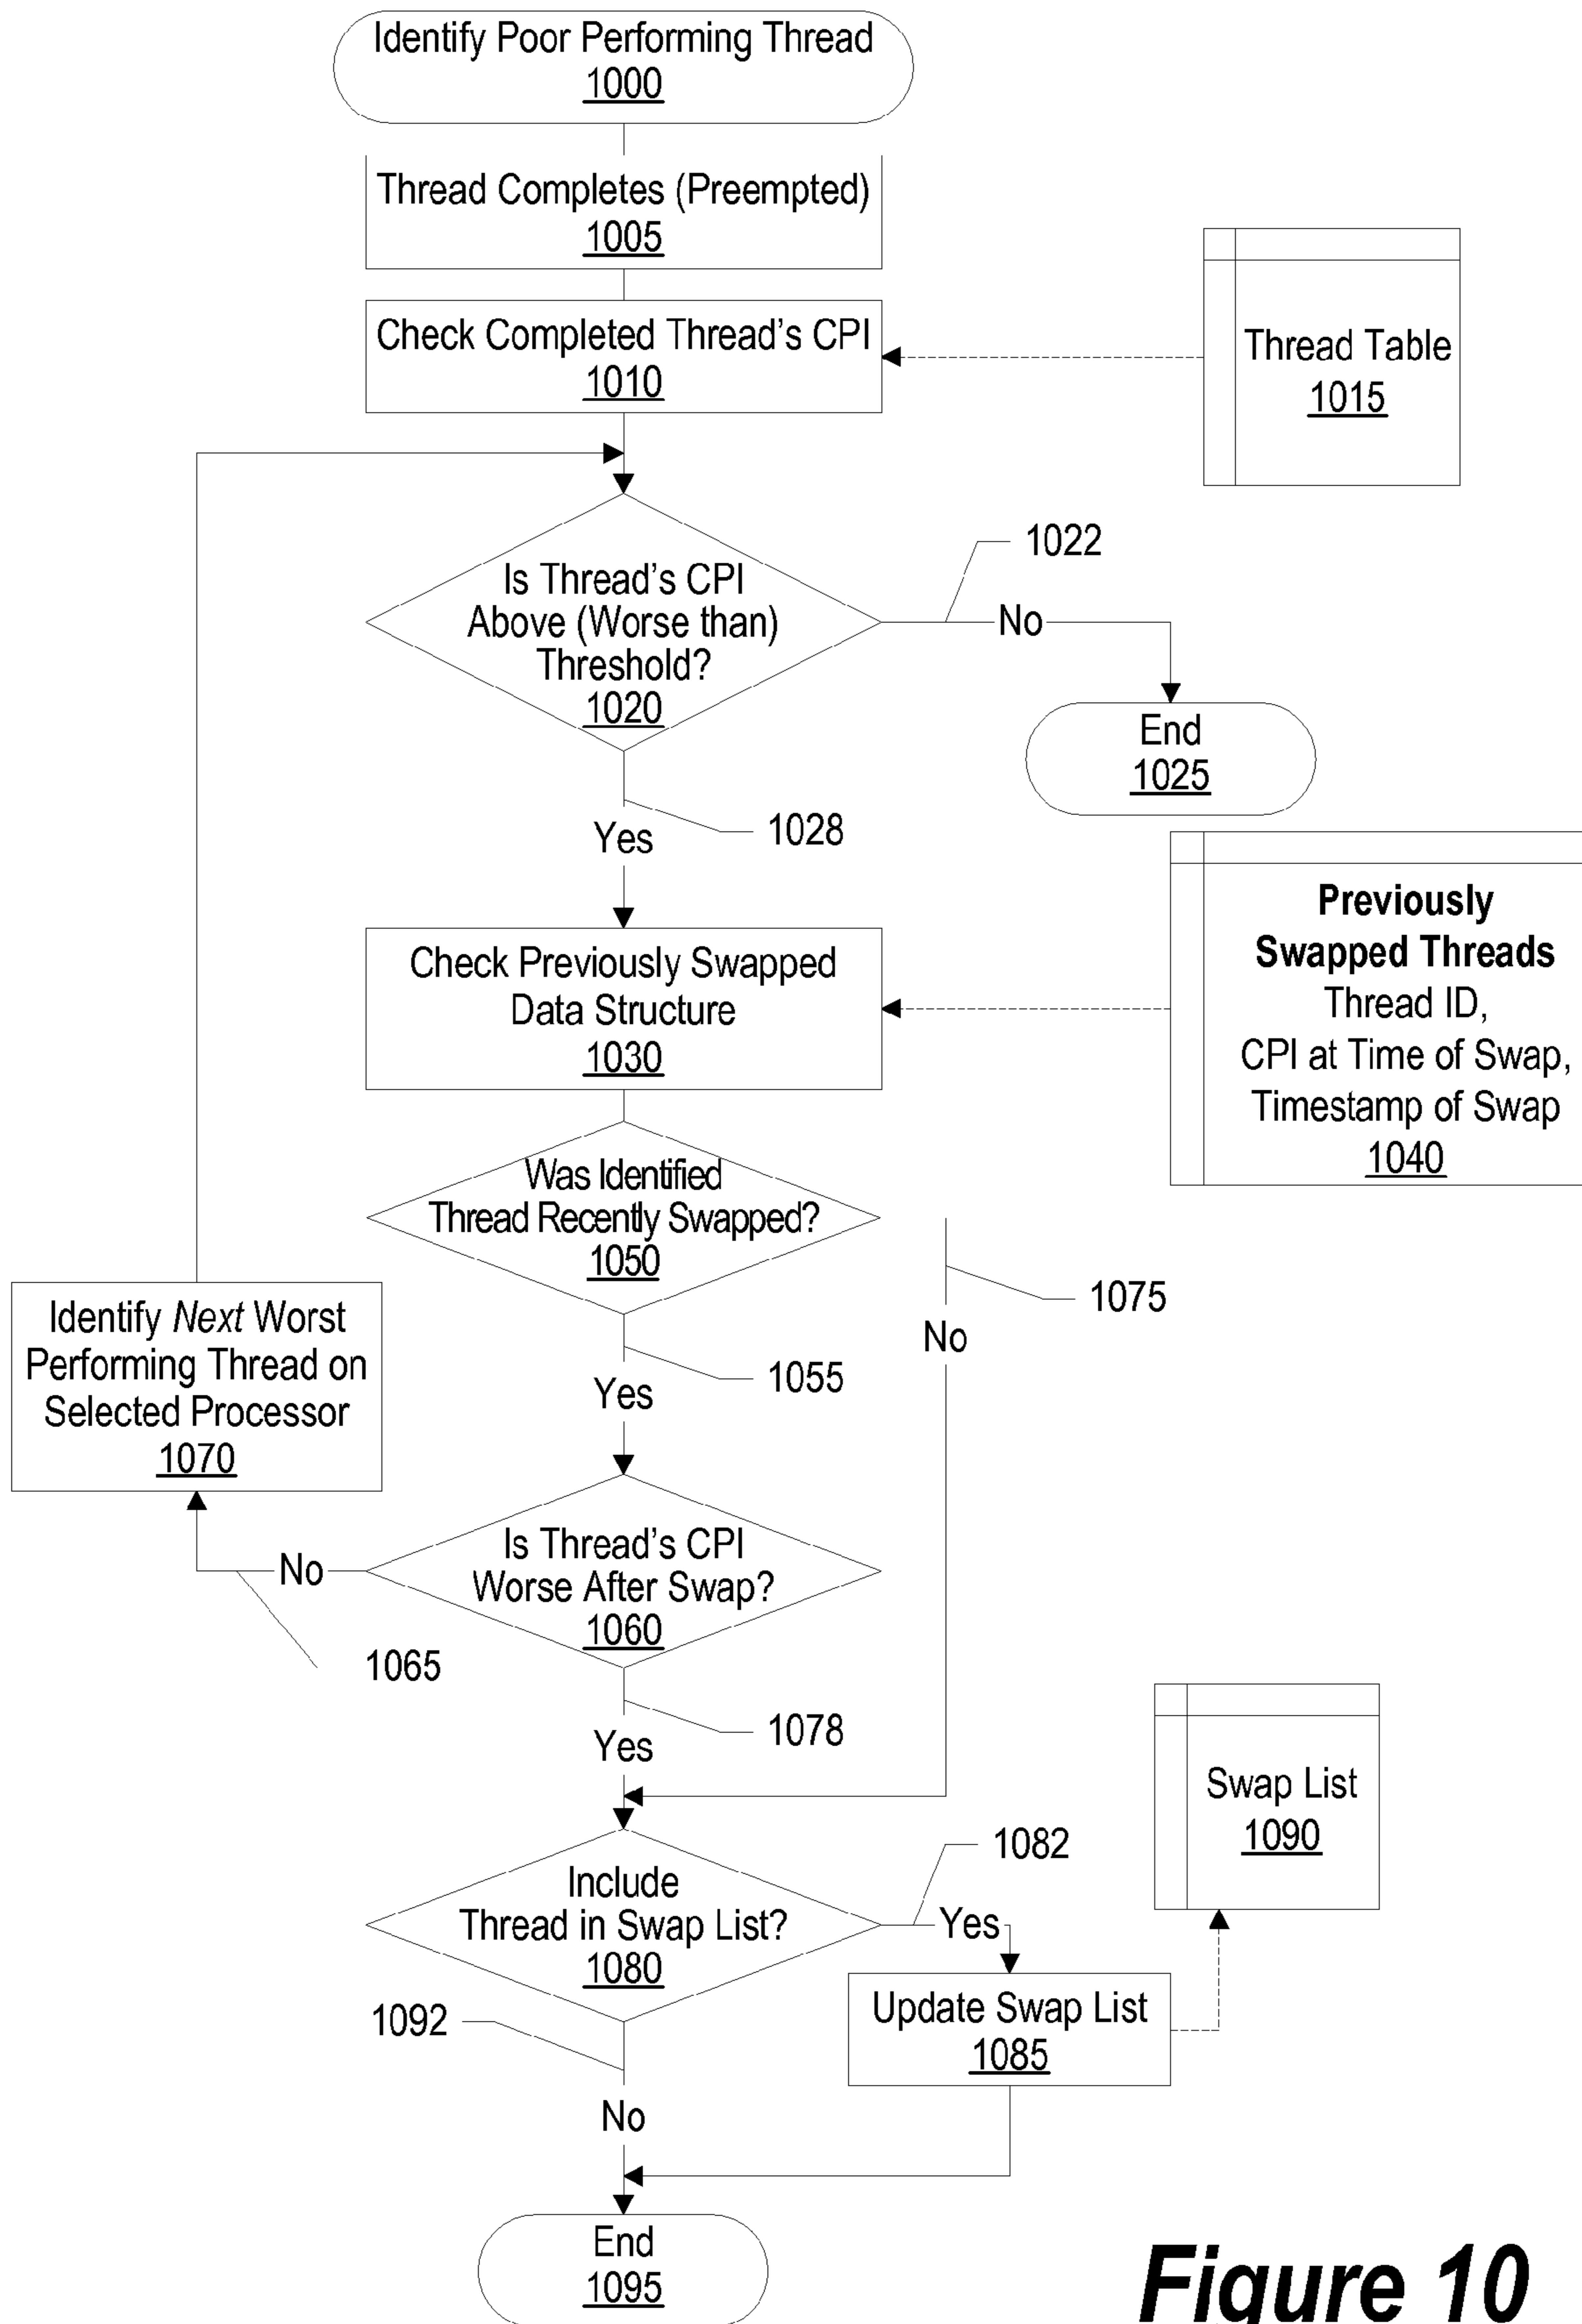 Identify Poor Performing Thread
1000
Thread Completes (Preempted)
1005
Check Completed Thread's CPI
1010
Thread Table
1015
Is Thread's CPI
Above (Worse than)
Threshold?
1020
1022
No
End
1025
1028
Yes
Check Previously Swapped
Data Structure
1030
Previously
Swapped Threads
Thread ID,
CPI at Time of Swap,
Timestamp of Swap
1040
Was Identified
Thread Recently Swapped?
1050
1075
No
1055
Yes
Identify Next Worst
Performing Thread on
Selected Processor
1070
Is Thread's CPI
Worse After Swap?
1060
No
1065
1078
Yes
Swap List
1090
Include
Thread in Swap List?
1080
1082
Yes
Update Swap List
1085
1092
No
End
1095
Figure 10